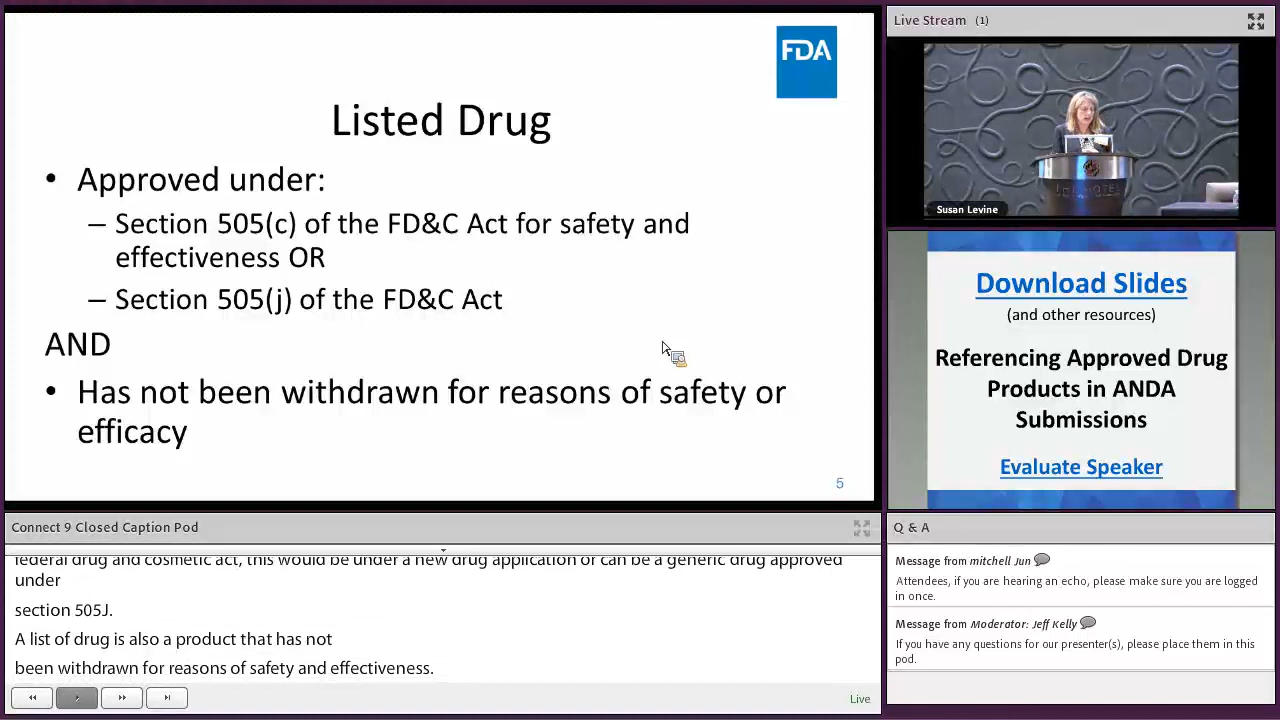 FDA
Listed Drug
• Approved under:
– Section 505(c) of the FD&C Act for safety and
effectiveness OR
– Section 505(j) of the FD&C Act
AND
• Has not been withdrawn for reasons of safety or
efficacy
5
Live Stream (1)
Susan Levine
Download Slides
(and other resources)
Referencing Approved Drug
Products in ANDA
Submissions
Evaluate Speaker
Connect 9 Closed Caption Pod
federal drug and cosmetic act, this would be under a new drug application or can be a generic drug approved
under
section 505J.
A list of drug is also a product that has not
been withdrawn for reasons of safety and effectiveness.
Live
Q & A
Message from mitchell Jun
Attendees, if you are hearing an echo, please make sure you are logged
in once.
Message from Moderator: Jeff Kelly
If you have any questions for our presenter(s), please place them in this
pod.